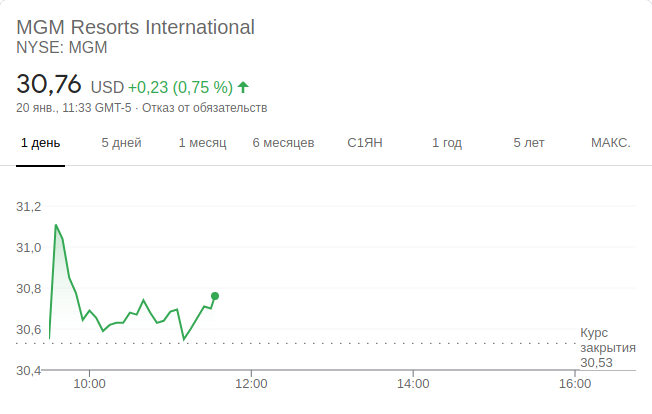 MGM Resorts International
NYSE: MGM
30,76 USD +0,23 (0,75 %)
20 янв., 11:33 GMT-5 · Отказ от обязательств
1 день 5 дней 1 месяц 6 месяцев С1ЯН 1 год 5 лет МАКС.
31,2
31,0
30,8
30,6
Курс
закрытия
30,53
30,4
10:00 12:00 14:00 16:00